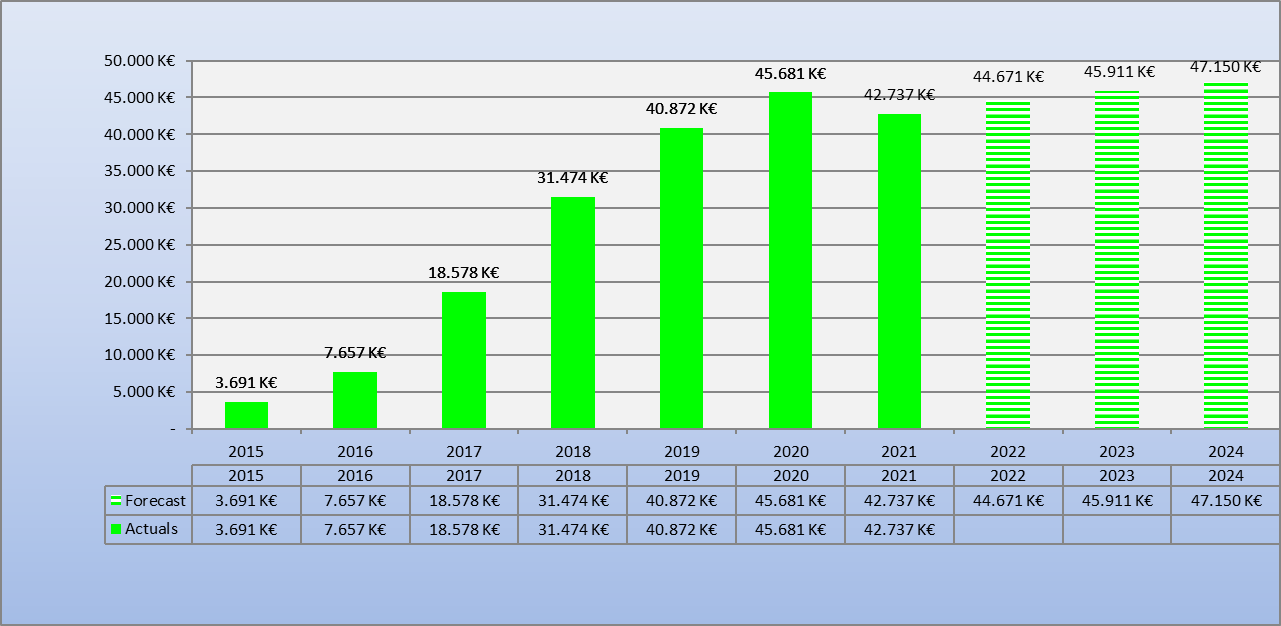 50.000 K€
45.000 K€
40.000 K€
35.000 K€
30.000 K€
25.000 K€
20.000 K€
15.000 K€
10.000 K€
5.000 K€
-
3.691 K€ 7.657 K€ 18.578 K€ 31.474 K€ 40.872 K€ 45.681 K€ 42.737 K€ 44.671 K€ 45.911 K€ 47.150 K€
2015 2016 2017 2018 2019 2020 2021 2022 2023 2024
2015 2016 2017 2018 2019 2020 2021 2022 2023 2024
Forecast 3.691 K€ 7.657 K€ 18.578 K€ 31.474 K€ 40.872 K€ 45.681 K€ 42.737 K€ 44.671 K€ 45.911 K€ 47.150 K€
Actuals 3.691 K€ 7.657 K€ 18.578 K€ 31.474 K€ 40.872 K€ 45.681 K€ 42.737 K€